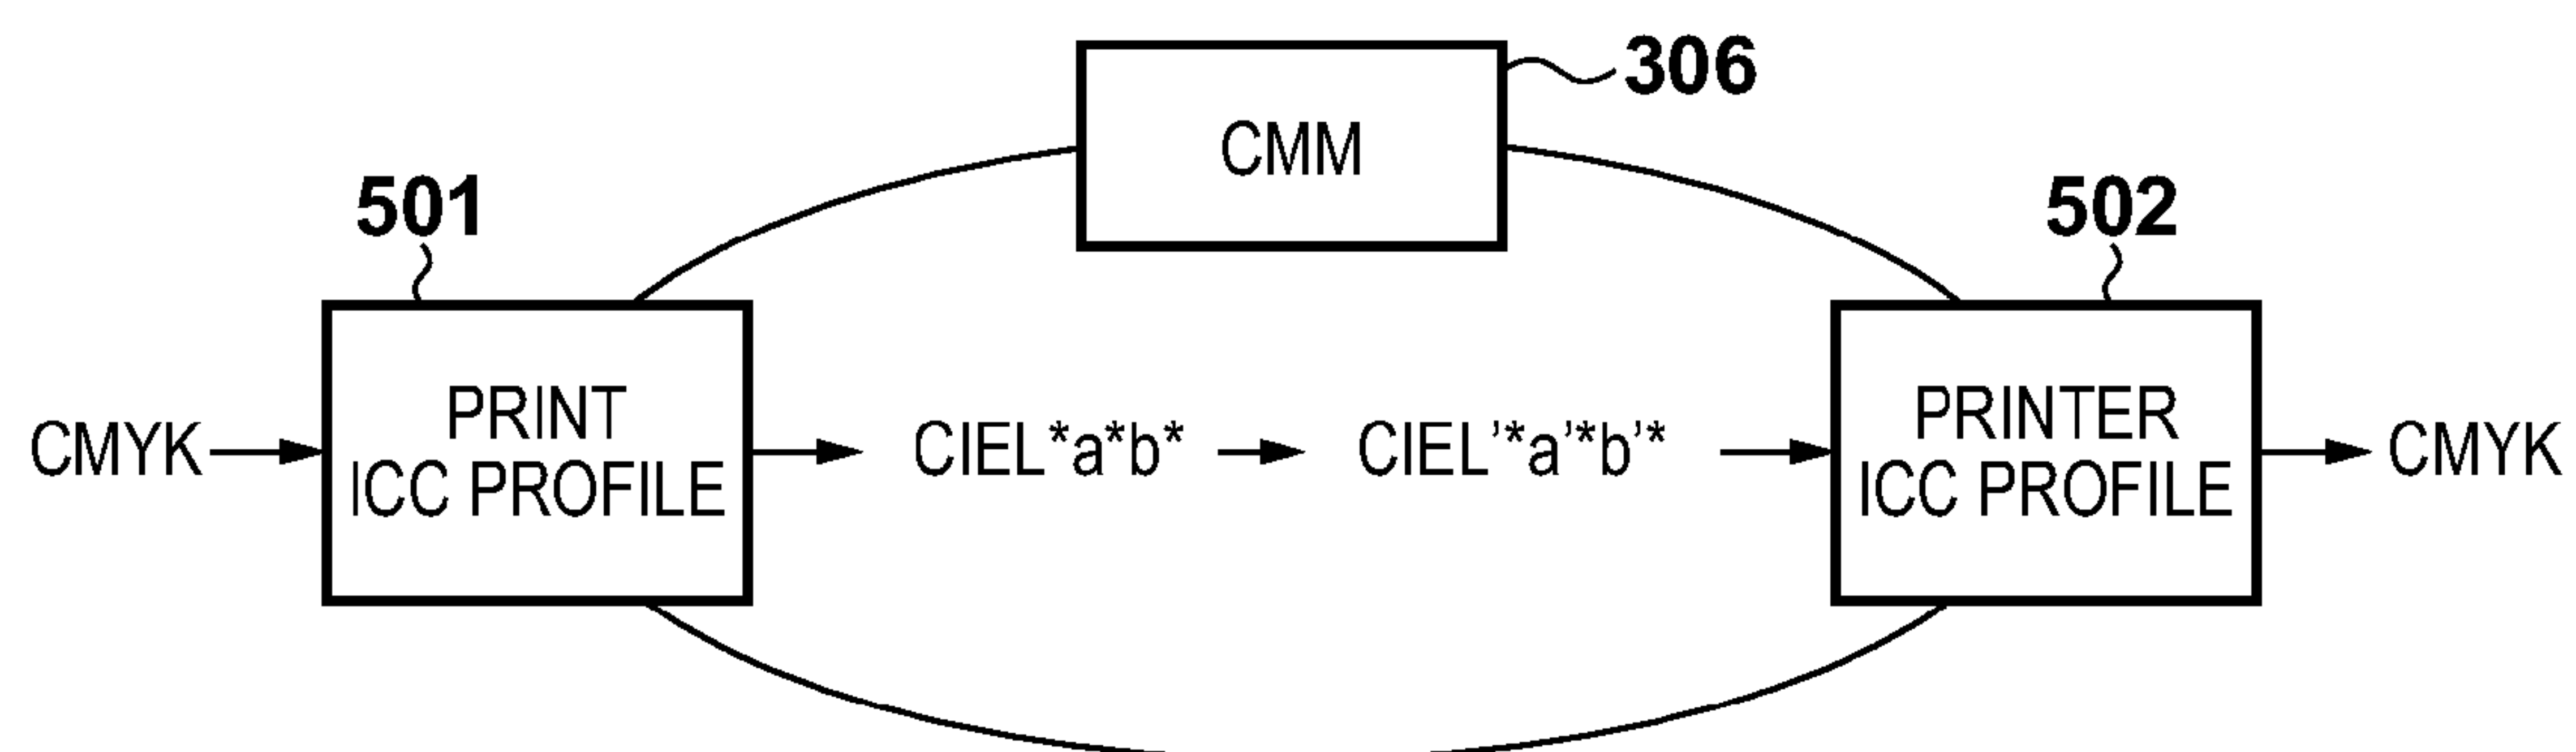 306
CMM
501
502
PRINT
ICC PROFILE
PRINTER
ICC PROFILE
CMYK
CIEL*a*b*
CIEL’*a’*b’*
CMYK